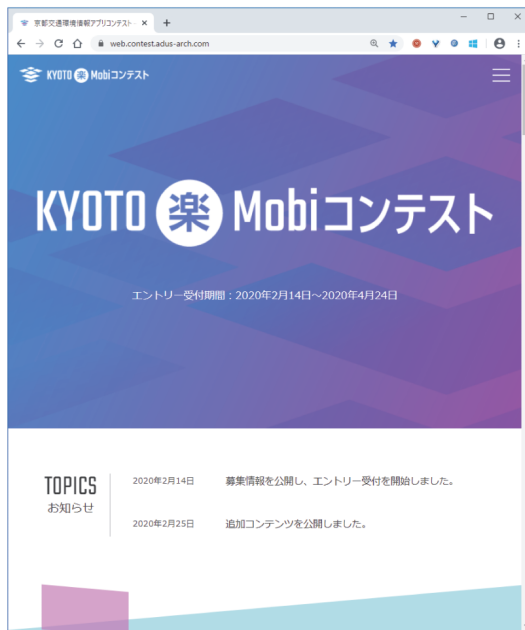 京都交通環境情報アプリコンテスト -
web.contest.adus-arch.com
KYOTO 楽 Mobiコンテスト
KYOTO 楽 Mobiコンテスト
エントリー受付期間：2020年2月14日～2020年4月24日
TOPICS
お知らせ
2020年2月14日 募集情報を公開し、エントリー受付を開始しました。
2020年2月25日 追加コンテンツを公開しました。